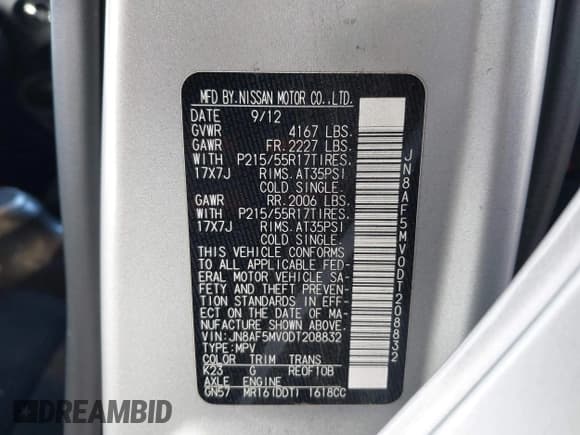 MFD BY.NISSAN MOTOR CO.,LTD.
DATE 9/12
GVWR 4167 LBS.
GAWR FR.2227 LBS.
WITH P215/55R17TIRES.
17X7J RIMS.AT35PSI
COLD SINGLE.
GAWR RR.2006 LBS.
WITH P215/55R17TIRES.
17X7J RIMS.AT35PSI
COLD SINGLE.
THIS VEHICLE CONFORMS
TO ALL APPLICABLE FED-
ERAL MOTOR VEHICLE SA-
FETY AND THEFT PREVEN-
TION STANDARDS IN EFF-
ECT ON THE DATE OF MA-
NUFACTURE SHOWN ABOVE.
VIN:JN8AF5MV0DT208832
TYPE:MPV
COLOR TRIM TRANS
K23 G RE0F10B
AXLE ENGINE
GN57 MR16(DDT) 1618CC
JN8AF5MV0DT208832
DREAMBID